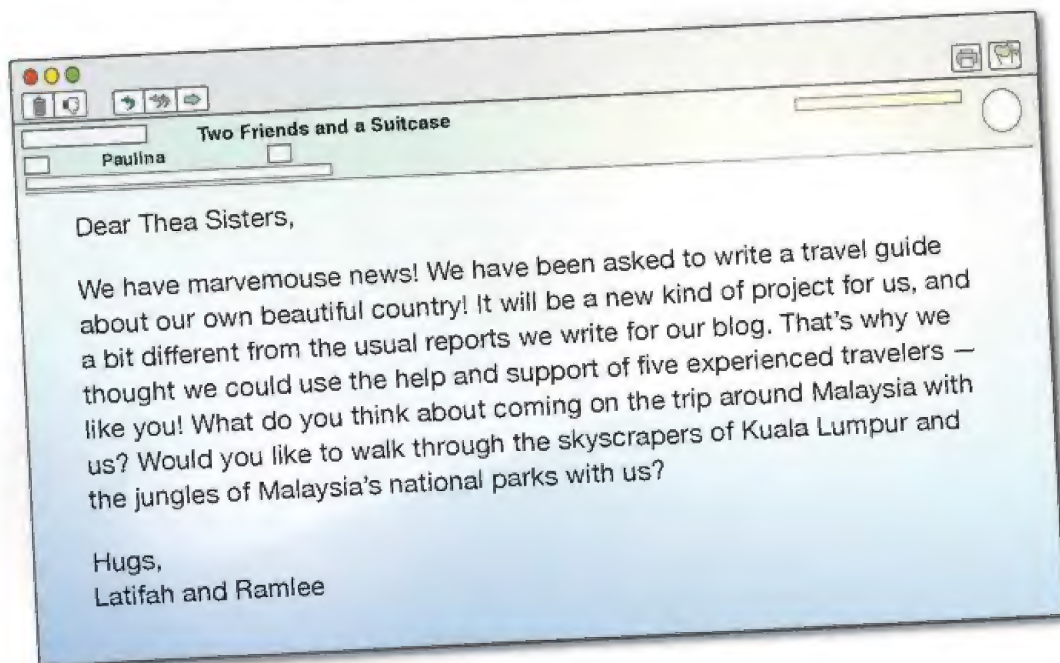 Two Friends and a Suitcase
Paulina
Dear Thea Sisters,
We have marvemouse news! We have been asked to write a travel guide
about our own beautiful country! It will be a new kind of project for us, and
a bit different from the usual reports we write for our blog. That's why we
thought we could use the help and support of five experienced travelers —
like you! What do you think about coming on the trip around Malaysia with
us? Would you like to walk through the skyscrapers of Kuala Lumpur and
the jungles of Malaysia's national parks with us?
Hugs,
Latifah and Ramlee